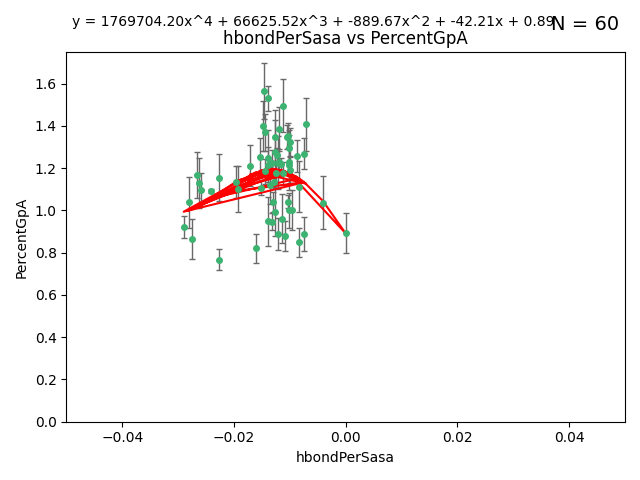 y = 1769704.20x^4 + 66625.52x^3 + -889.67x^2 + -42.21x + 0.89
N = 60
hbondPerSasa vs PercentGpA
PercentGpA
1.6
1.4
1.2
1.0
0.8
0.6
0.4
0.2
0.0
−0.04 −0.02 0.00 0.02 0.04
hbondPerSasa